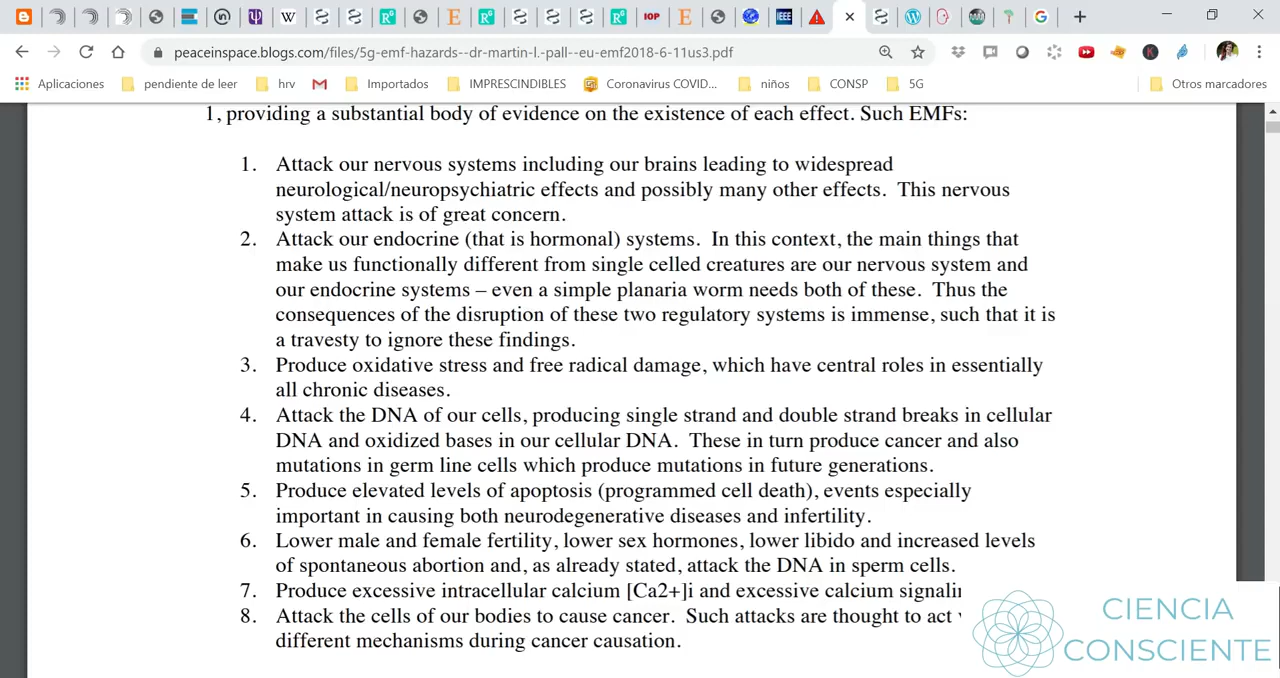 IOP
IEEE
peaceinspace.blogs.com/files/5g-emf-hazards--dr-martin-l.-pall--eu-emf2018-6-11us3.pdf
Aplicaciones pendiente de leer hrv Importados IMPRESCINDIBLES Coronavirus COVID... niños CONSP 5G Otros marcadores
1, providing a substantial body of evidence on the existence of each effect. Such EMFs:
1. Attack our nervous systems including our brains leading to widespread
neurological/neuropsychiatric effects and possibly many other effects. This nervous
system attack is of great concern.
2. Attack our endocrine (that is hormonal) systems. In this context, the main things that
make us functionally different from single celled creatures are our nervous system and
our endocrine systems – even a simple planaria worm needs both of these. Thus the
consequences of the disruption of these two regulatory systems is immense, such that it is
a travesty to ignore these findings.
3. Produce oxidative stress and free radical damage, which have central roles in essentially
all chronic diseases.
4. Attack the DNA of our cells, producing single strand and double strand breaks in cellular
DNA and oxidized bases in our cellular DNA. These in turn produce cancer and also
mutations in germ line cells which produce mutations in future generations.
5. Produce elevated levels of apoptosis (programmed cell death), events especially
important in causing both neurodegenerative diseases and infertility.
6. Lower male and female fertility, lower sex hormones, lower libido and increased levels
of spontaneous abortion and, as already stated, attack the DNA in sperm cells.
7. Produce excessive intracellular calcium [Ca2+]i and excessive calcium signalin
8. Attack the cells of our bodies to cause cancer. Such attacks are thought to act
different mechanisms during cancer causation.
CIENCIA
CONSCIENTE